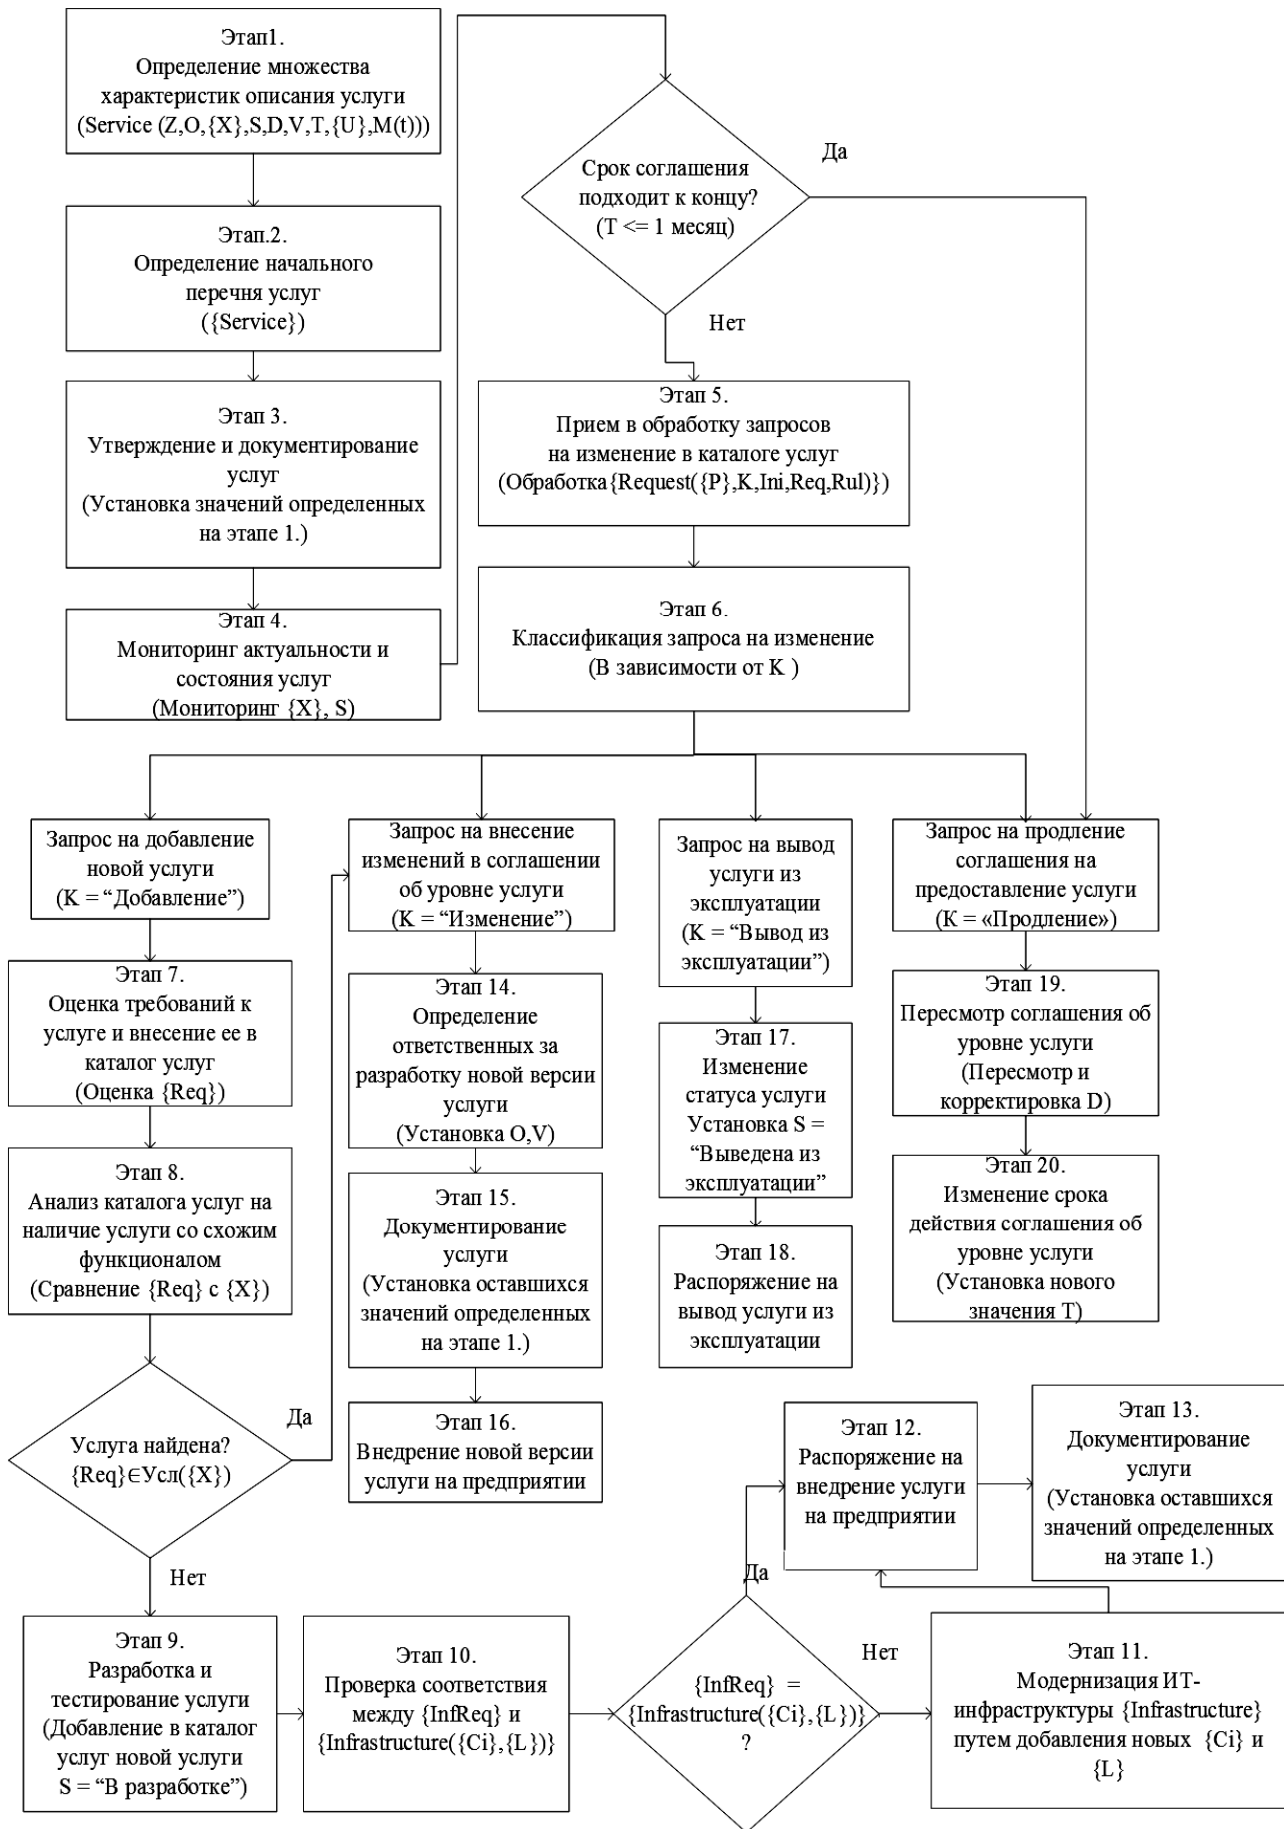 Этап1.
Определение множества
характеристик описания услуги
(Service (Z,O,{X},S,D,V,T,{U},M(t)))
Этап.2.
Определение начального
перечня услуг
({Service})
Этап 3.
Утверждение и документирование
услуг
(Установка значений определенных
на этапе 1.)
Этап 4.
Мониторинг актуальности и
состояния услуг
(Мониторинг {X}, S)
Срок соглашения
подходит к концу?
(T <= 1 месяц)
Да
Нет
Этап 5.
Прием в обработку запросов
на изменение в каталоге услуг
(Обработка{Request({P},K,Ini,Req,Rul)})
Этап 6.
Классификация запроса на изменение
(В зависимости от K )
Запрос на добавление
новой услуги
(K = “Добавление”)
Этап 7.
Оценка требований к
услуге и внесение ее в
каталог услуг
(Оценка {Req})
Этап 8.
Анализ каталога услуг на
наличие услуги со схожим
функционалом
(Сравнение {Req} с {X})
Услуга найдена?
{Req}∈Усл({X})
Да
Нет
Запрос на внесение
изменений в соглашении
об уровне услуги
(K = “Изменение”)
Этап 14.
Определение
ответственных за
разработку новой версии
услуги
(Установка O,V)
Этап 15.
Документирование
услуги
(Установка оставшихся
значений определенных
на этапе 1.)
Этап 16.
Внедрение новой версии
услуги на предприятии
Запрос на вывод
услуги из
эксплуатации
(K = “Вывод из
эксплуатации”)
Этап 17.
Изменение
статуса услуги
Установка S =
“Выведена из
эксплуатации”
Этап 18.
Распоряжение на
вывод услуги из
эксплуатации
Запрос на продление
соглашения на
предоставление услуги
(К = «Продление»)
Этап 19.
Пересмотр соглашения об
уровне услуги
(Пересмотр и
корректировка D)
Этап 20.
Изменение срока
действия соглашения об
уровне услуги
(Установка нового
значения T)
Этап 9.
Разработка и
тестирование услуги
(Добавление в каталог
услуг новой услуги
S = “В разработке”)
Этап 10.
Проверка соответствия
между {InfReq} и
{Infrastructure({Ci},{L})}
{InfReq} =
{Infrastructure({Ci},{L})}
?
Да
Нет
Этап 11.
Модернизация ИТ-
инфраструктуры {Infrastructure}
путем добавления новых {Ci} и
{L}
Этап 12.
Распоряжение на
внедрение услуги
на предприятии
Этап 13.
Документирование
услуги
(Установка оставшихся
значений определенных
на этапе 1.)